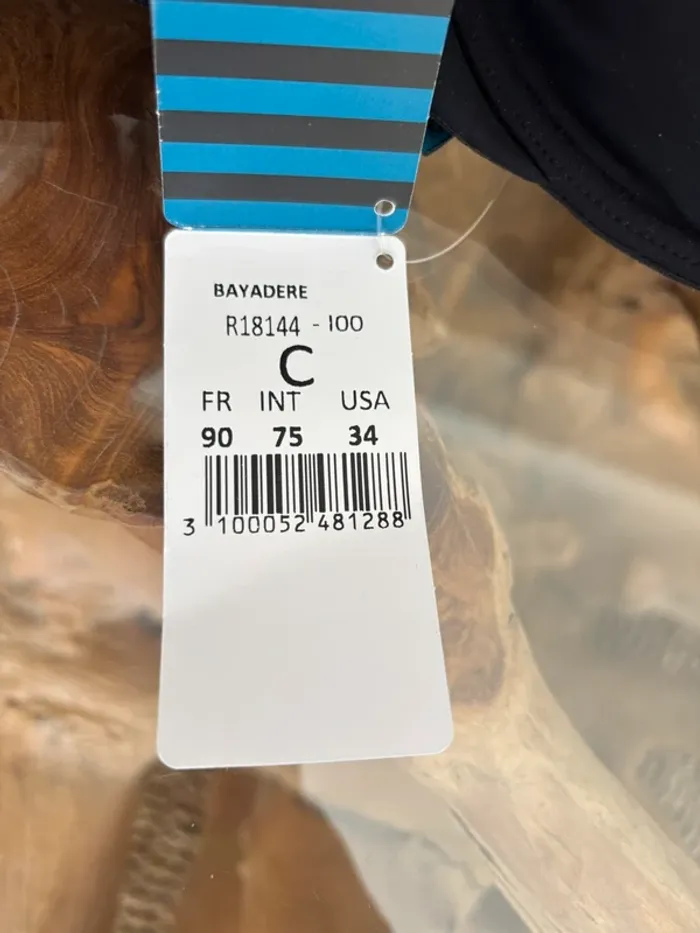 BAYADERE
R18144 - 100
C
FR INT USA
90 75 34
3 100052 481288